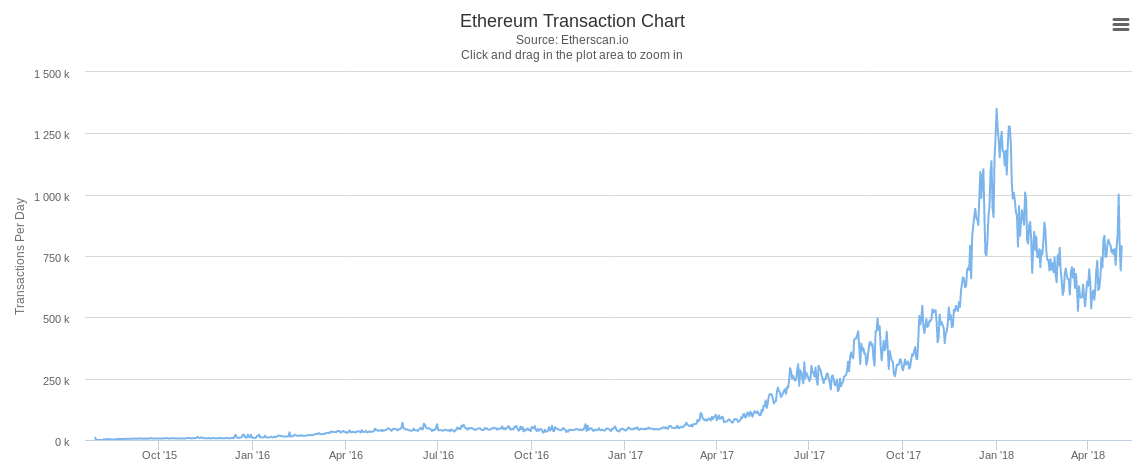 Ethereum Transaction Chart
Source: Etherscan.io
Click and drag in the plot area to zoom in
Transactions Per Day
1 500 k
1 250 k
1 000 k
750 k
500 k
250 k
0 k
Oct '15
Jan '16
Apr '16
Jul '16
Oct '16
Jan '17
Apr '17
Jul '17
Oct '17
Jan '18
Apr '18